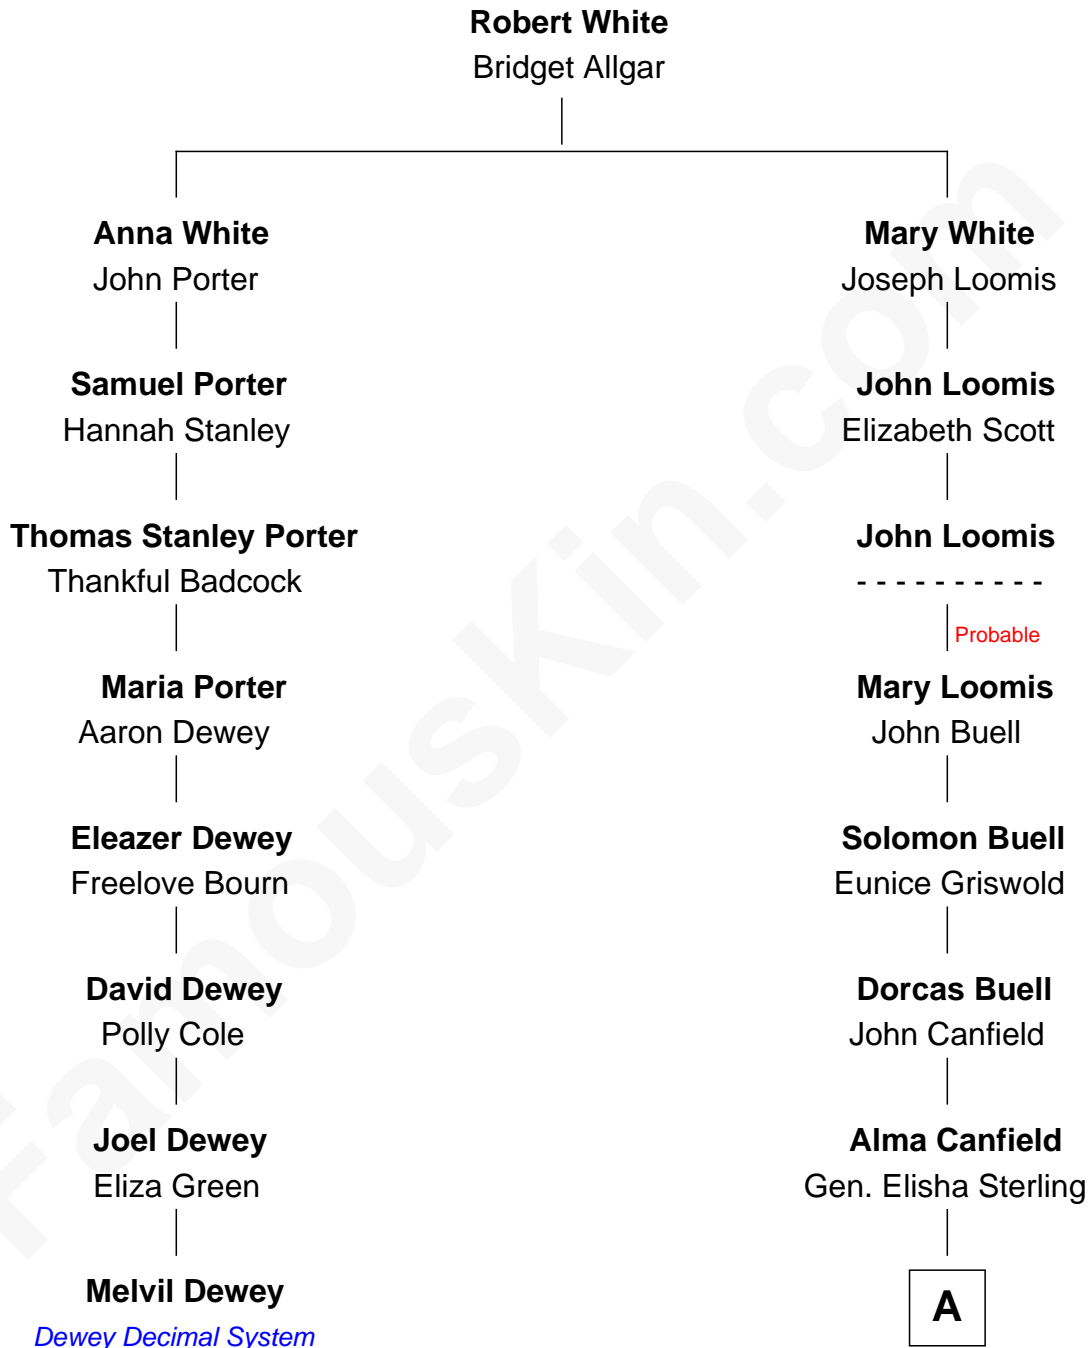 Robert White
Bridget Allgar
Anna White
Mary White
John Porter
Joseph Loomis
Samuel Porter
John Loomis
Hannah Stanley
Elizabeth Scott
Thomas Stanley Porter
John Loomis
Thankful Badcock
- - - - - - - - - -
Probable
Maria Porter
Mary Loomis
Aaron Dewey
John Buell
Eleazer Dewey
Solomon Buell
Freelove Bourn
Eunice Griswold
David Dewey
Dorcas Buell
Polly Cole
John Canfield
Joel Dewey
Alma Canfield
Eliza Green
Gen. Elisha Sterling
Melvil Dewey
A
Dewey Decimal System
FamousKin.com